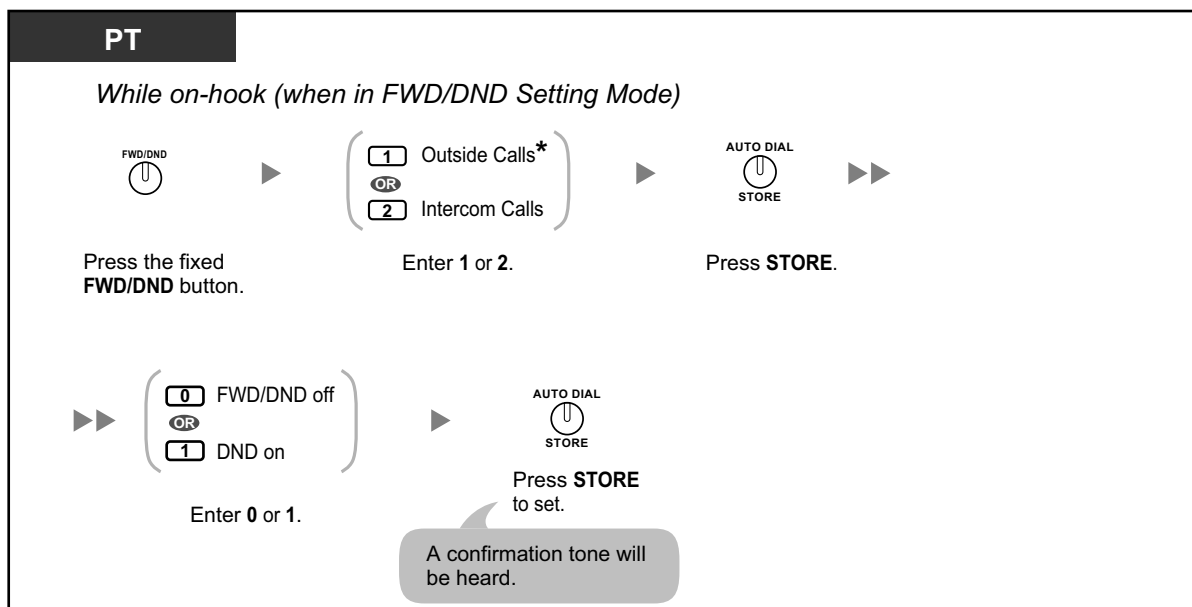 PT
While on-hook (when in FWD/DND Setting Mode)
FWD/DND
1 Outside Calls*
OR
2 Intercom Calls
AUTO DIAL
STORE
Press the fixed
FWD/DND button.
Enter 1 or 2.
Press STORE.
0 FWD/DND off
OR
1 DND on
Enter 0 or 1.
AUTO DIAL
STORE
Press STORE
to set.
A confirmation tone will
be heard.